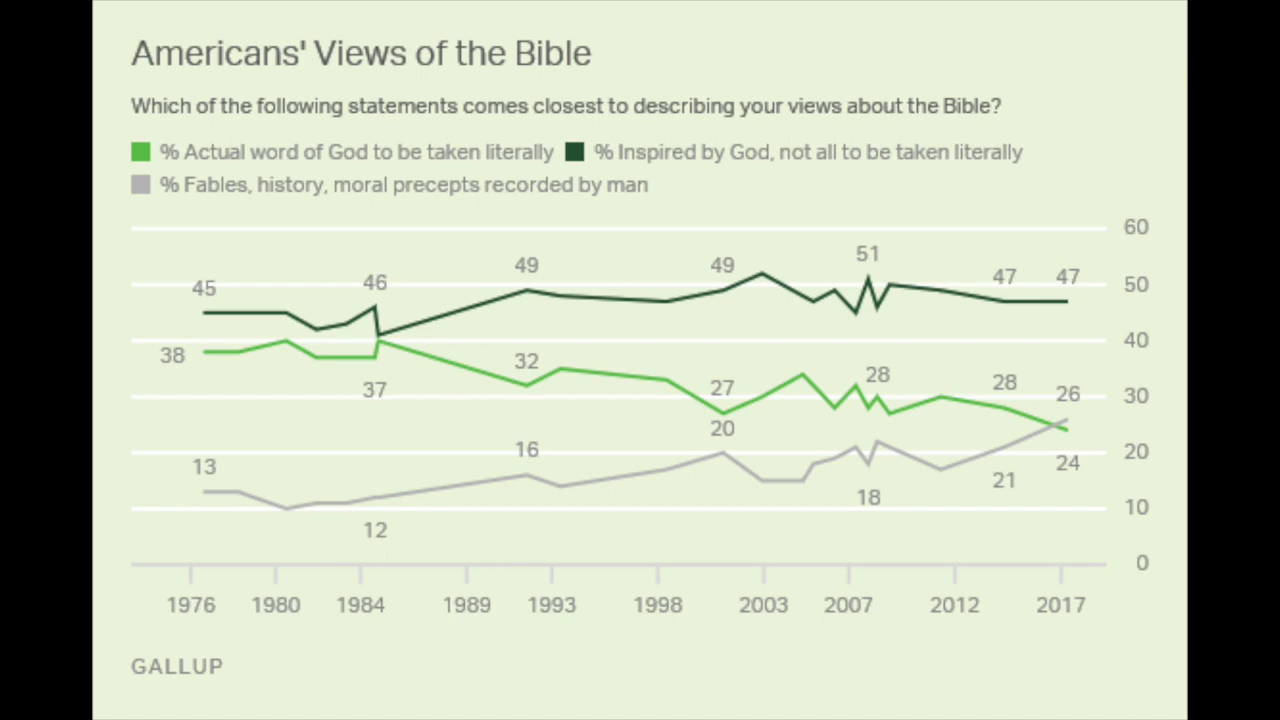 Americans' Views of the Bible
Which of the following statements comes closest to describing your views about the Bible?
% Actual word of God to be taken literally % Inspired by God, not all to be taken literally
% Fables, history, moral precepts recorded by man
60
51
45 46 49 49 47 47
50
38 37 32 27 28 28 26
40
30
13 12 16 20 18 21 24
20
10
0
1976 1980 1984 1989 1993 1998 2003 2007 2012 2017
GALLUP